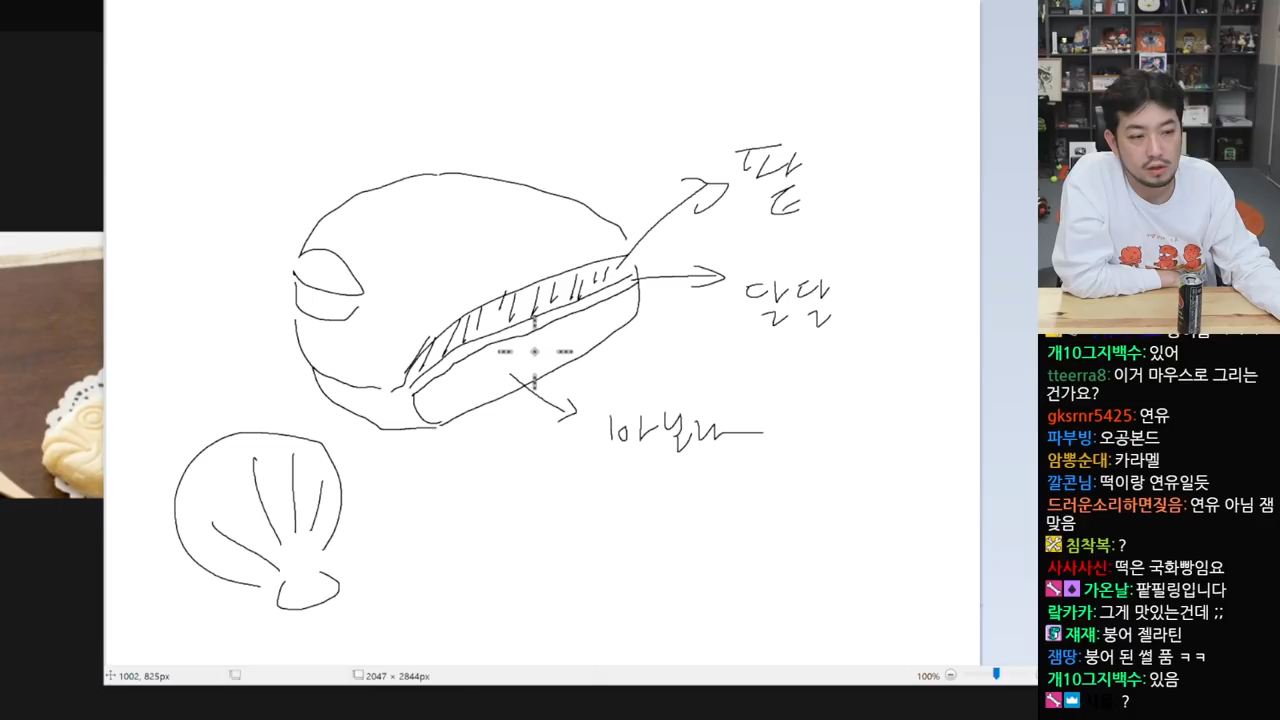 팥
달달
바닐라
개10그지백수: 있어
tteerra8: 이거 마우스로 그리는
건가요?
gksrnr5425: 연유
파부빙: 오공본드
암뽕순대: 카라멜
깔콘님: 떡이랑 연유일듯
드러운소리하면짖음: 연유 아님 잼
맞음
침착복: ?
사사사신: 떡은 국화빵임요
가온날: 팥필링입니다
랔카카: 그게 맛있는건데 ;;
쟤쟤: 붕어 젤라틴
잼땅: 붕어 된 썰 품 ㅋㅋ
개10그지백수: 있음
?
1002, 825px
2047 × 2844px
100%